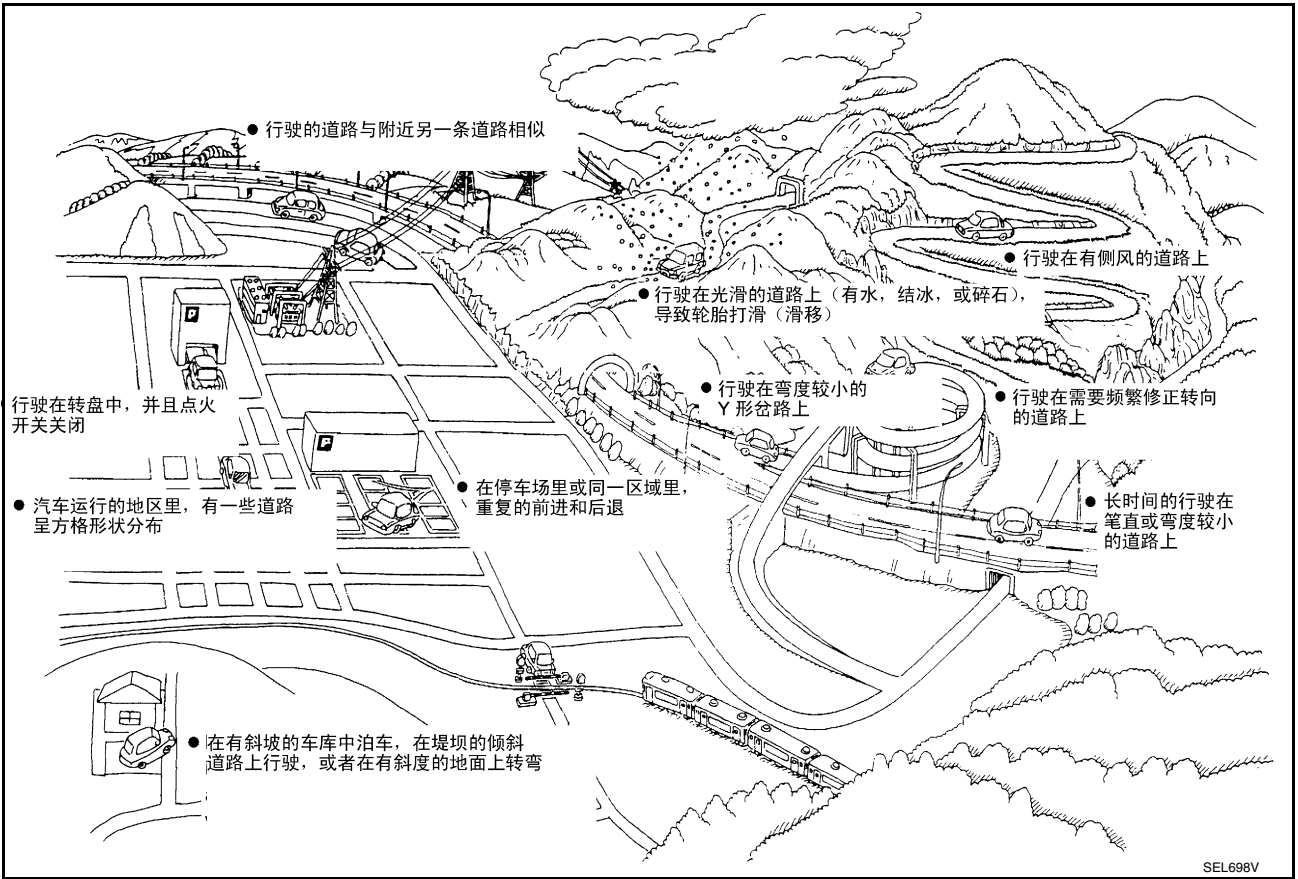 ● 行驶的道路与附近另一条道路相似
● 行驶在有侧风的道路上
● 行驶在光滑的道路上（有水，结冰，或碎石），
导致轮胎打滑（滑移）
P
● 行驶在弯度较小的
Y 形岔路上
● 行驶在需要频繁修正转向
的道路上
行驶在转盘中，并且点火
开关关闭
P
● 在停车场里或同一区域里，
重复的前进和后退
● 汽车运行的地区里，有一些道路
呈方格形状分布
● 长时间的行驶在
笔直或弯度较小
的道路上
● 在有斜坡的车库中泊车，在堤坝的倾斜
道路上行驶，或者在有斜度的地面上转弯
SEL698V